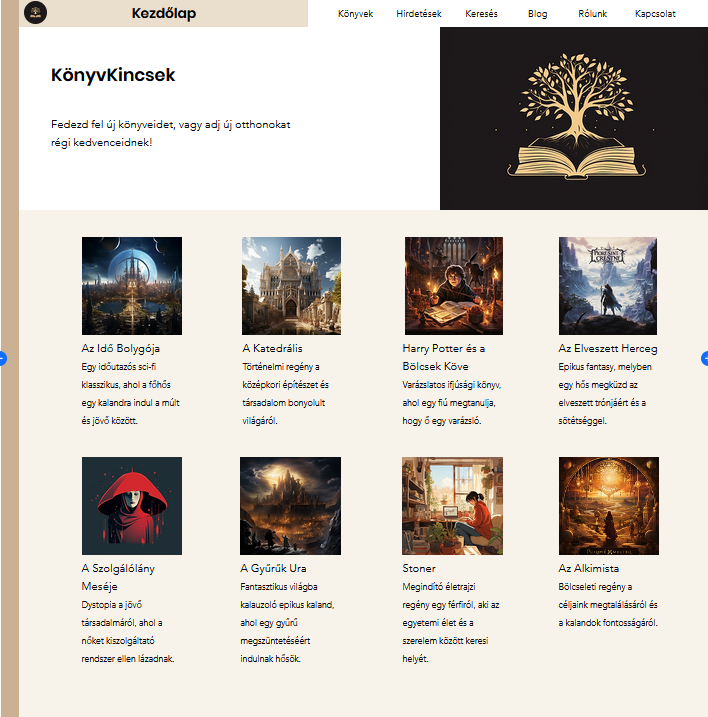 Kezdőlap
Könyvek Hirdetések Keresés Blog Rólunk Kapcsolat
KönyvKincsek
Fedezd fel új könyveidet, vagy adj új otthonokat
régi kedvenceidnek!
Az Idő Bolygója
Egy időutazós sci-fi
klasszikus, ahol a főhős
egy kalandra indul a múlt
és jövő között.
A Katedrális
Történelmi regény a
középkori építészet és
társadalom bonyolult
világáról.
Harry Potter és a
Bölcsek Köve
Varázslatos ifjúsági könyv,
ahol egy fiú megtanulja,
hogy ő egy varázsló.
Az Elveszett Herceg
Epikus fantasy, melyben
egy hős megküzd az
elveszett trónjáért és a
sötétséggel.
A Szolgálólány
Meséje
Dystopia a jövő
társadalmáról, ahol a
nőket kiszolgáltató
rendszer ellen lázadnak.
A Gyűrűk Ura
Fantasztikus világba
kalauzoló epikus kaland,
ahol egy gyűrű
megszüntetéséért
indulnak hősök.
Stoner
Megindító életrajzi
regény egy férfiról, aki az
egyetemi élet és a
szerelem között keresi
helyét.
Az Alkimista
Bölcseleti regény a
céljaink megtalálásáról és
a kalandok fontosságáról.